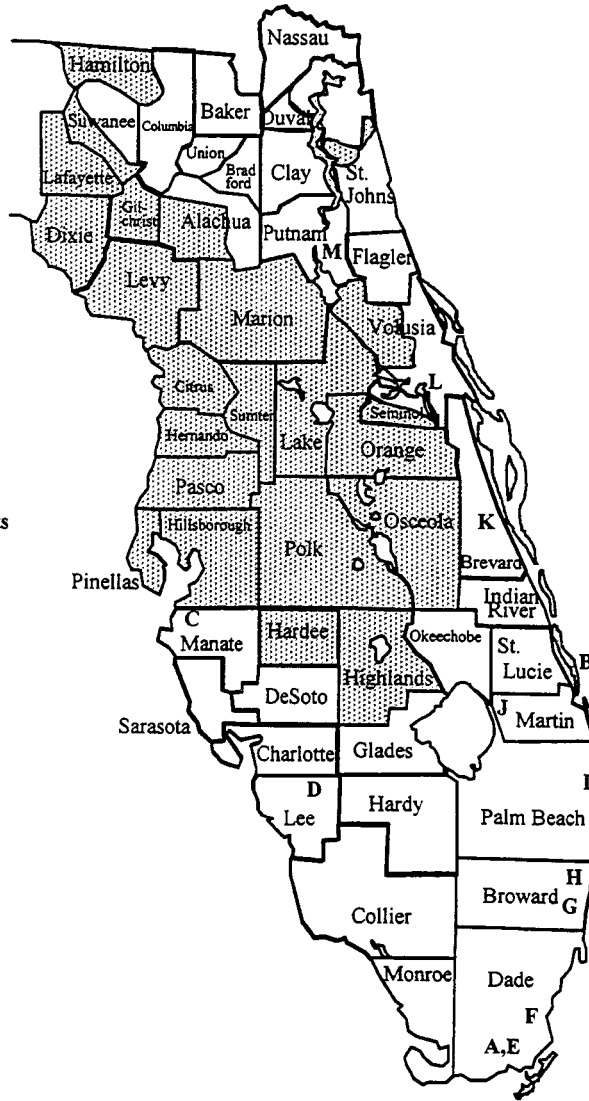 Nassau
Hamilton
Baker
Duval
M
Suwanee
Columbia
Union
Brad
ford
Clay
St.
Johns
Lafayette
Gil-
christ
Alachua
Putnam
M
Dixie
Flagler
Levy
Marion
Volusia
Citrus
Sumter
L
Seminol
Hernando
Lake
Orange
Pasco
Osceola
K
Hillsborough
Polk
Brevard
Pinellas
Indian
River
C
Manate
Hardee
Okeechobe
St.
Lucie
B
Highlands
DeSoto
J
Martin
Sarasota
Charlotte
Glades
D
Lee
Hardy
Palm Beach
H
Broward
G
Collier
Monroe
Dade
F
A,E